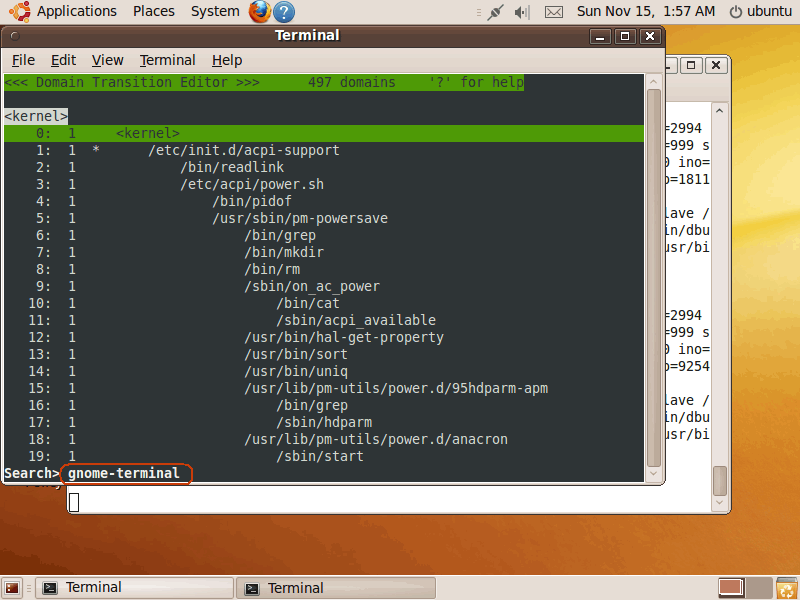 Applications Places System Sun Nov 15, 1:57 AM ubuntu
Terminal
File Edit View Terminal Help
<<< Domain Transition Editor >>>      497 domains    '?' for help
<kernel>
0: 1 <kernel>
1: 1 * /etc/init.d/acpi-support
2: 1 /bin/readlink
3: 1 /etc/acpi/power.sh
4: 1 /bin/pidof
5: 1 /usr/sbin/pm-powersave
6: 1 /bin/grep
7: 1 /bin/mkdir
8: 1 /bin/rm
9: 1 /sbin/on_ac_power
10: 1 /bin/cat
11: 1 /sbin/acpi_available
12: 1 /usr/bin/hal-get-property
13: 1 /usr/bin/sort
14: 1 /usr/bin/uniq
15: 1 /usr/lib/pm-utils/power.d/95hdparm-apm
16: 1 /bin/grep
17: 1 /sbin/hdparm
18: 1 /usr/lib/pm-utils/power.d/anacron
19: 1 /sbin/start
Search> gnome-terminal
=2994
=999 s
0 ino=
o=1811
lave /
in/dbu
usr/bi
=2994
=999 s
0 ino=
o=9254
lave /
in/dbu
usr/bi
Terminal Terminal